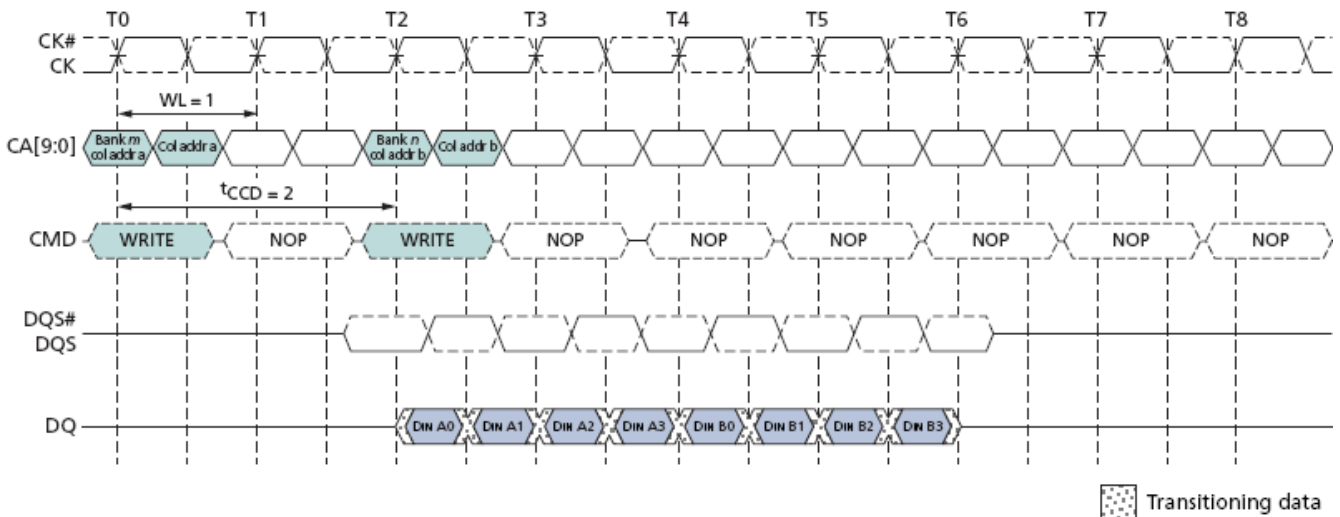 T0 T1 T2 T3 T4 T5 T6 T7 T8
CK#
CK
WL = 1
CA[9:0] Bank m col addr a Col addr a Bank n col addr b Col addr b
tCCD = 2
CMD WRITE NOP WRITE NOP NOP NOP NOP NOP NOP
DQS#
DQS
DQ DIN A0 DIN A1 DIN A2 DIN A3 DIN B0 DIN B1 DIN B2 DIN B3
Transitioning data